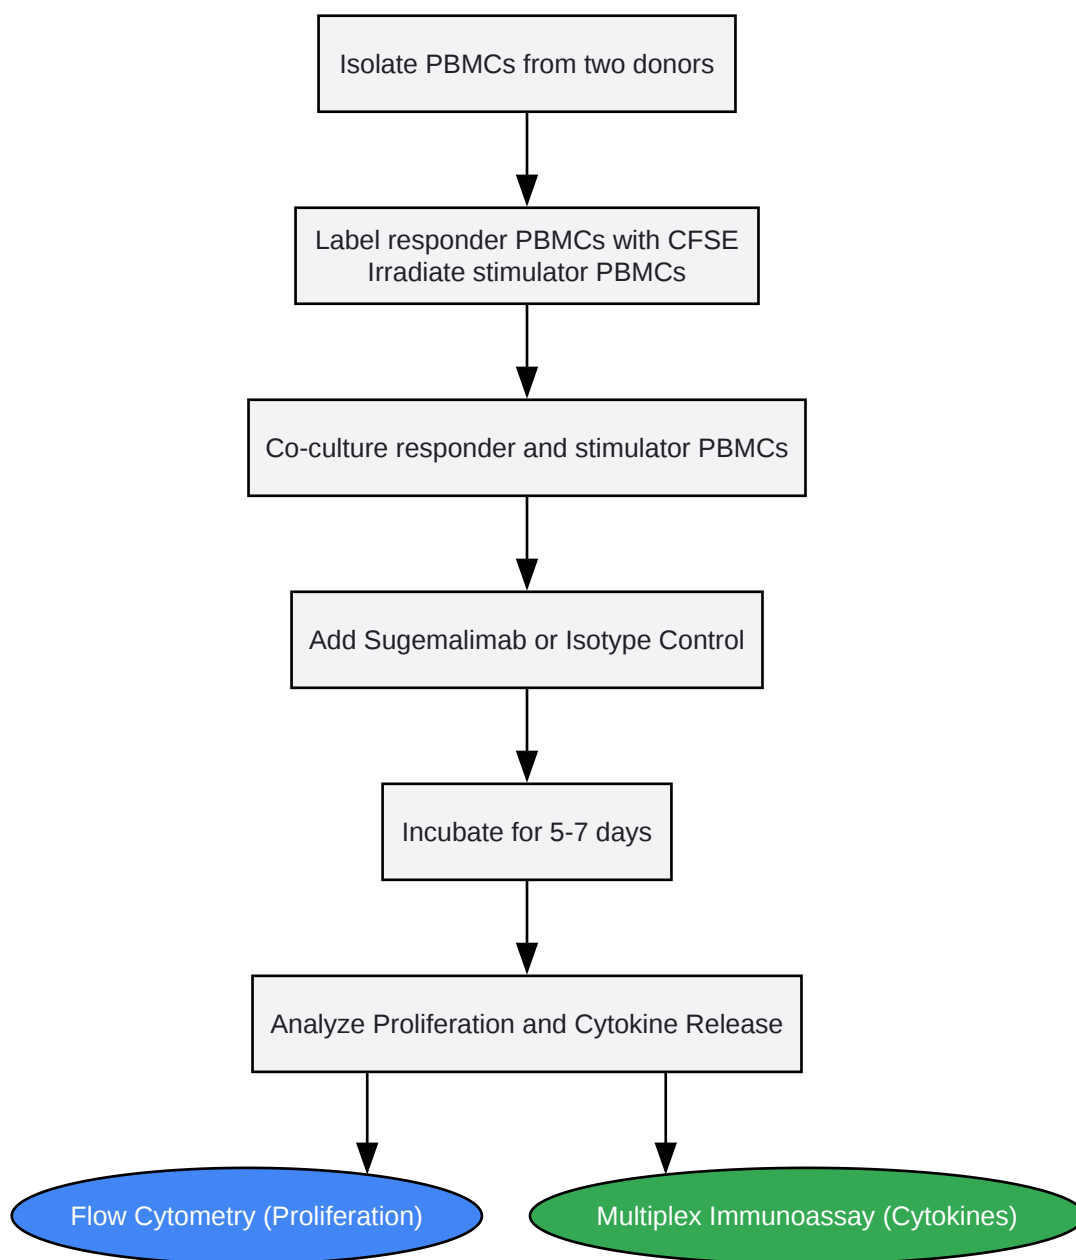 Isolate PBMCs from two donors
Label responder PBMCs with CFSE
Irradiate stimulator PBMCs
Co-culture responder and stimulator PBMCs
Add Sugemalimab or Isotype Control
Incubate for 5-7 days
Analyze Proliferation and Cytokine Release
Flow Cytometry (Proliferation)
Multiplex Immunoassay (Cytokines)